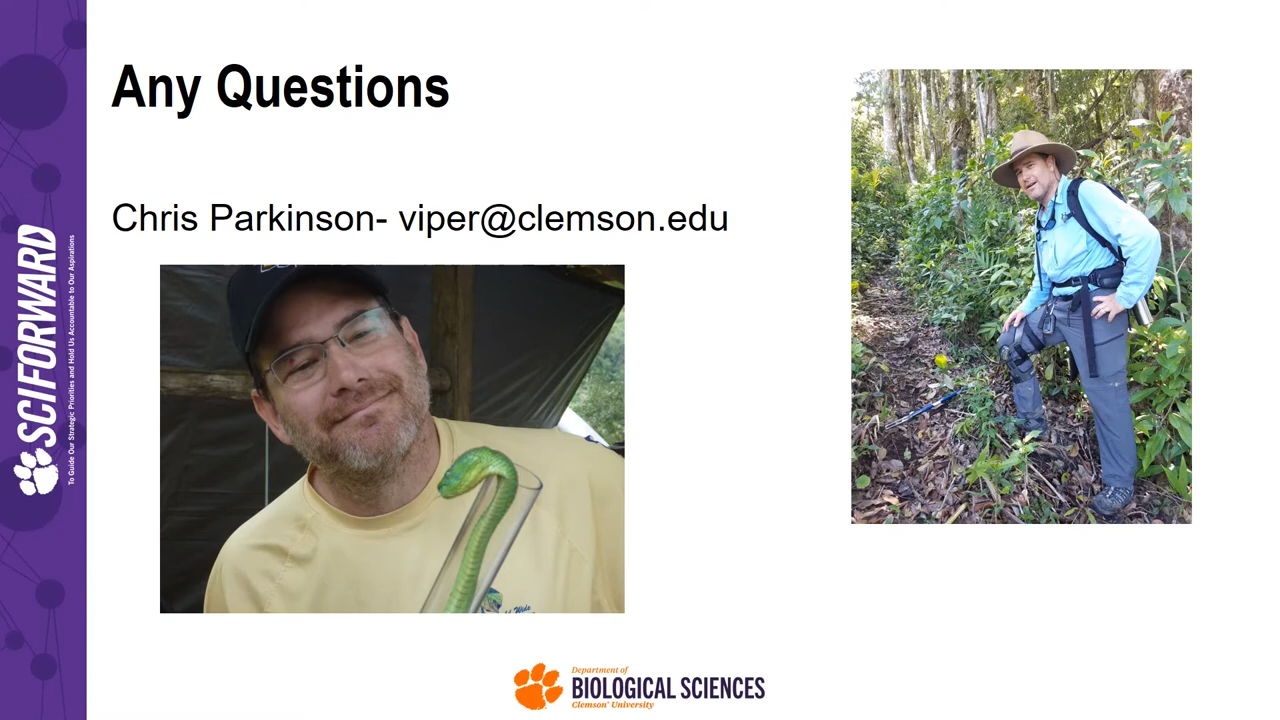 Any Questions
Chris Parkinson- viper@clemson.edu
SCIFORWARD
To Guide Our Strategic Priorities and Hold Us Accountable to Our Aspirations
Department of
BIOLOGICAL SCIENCES
Clemson University